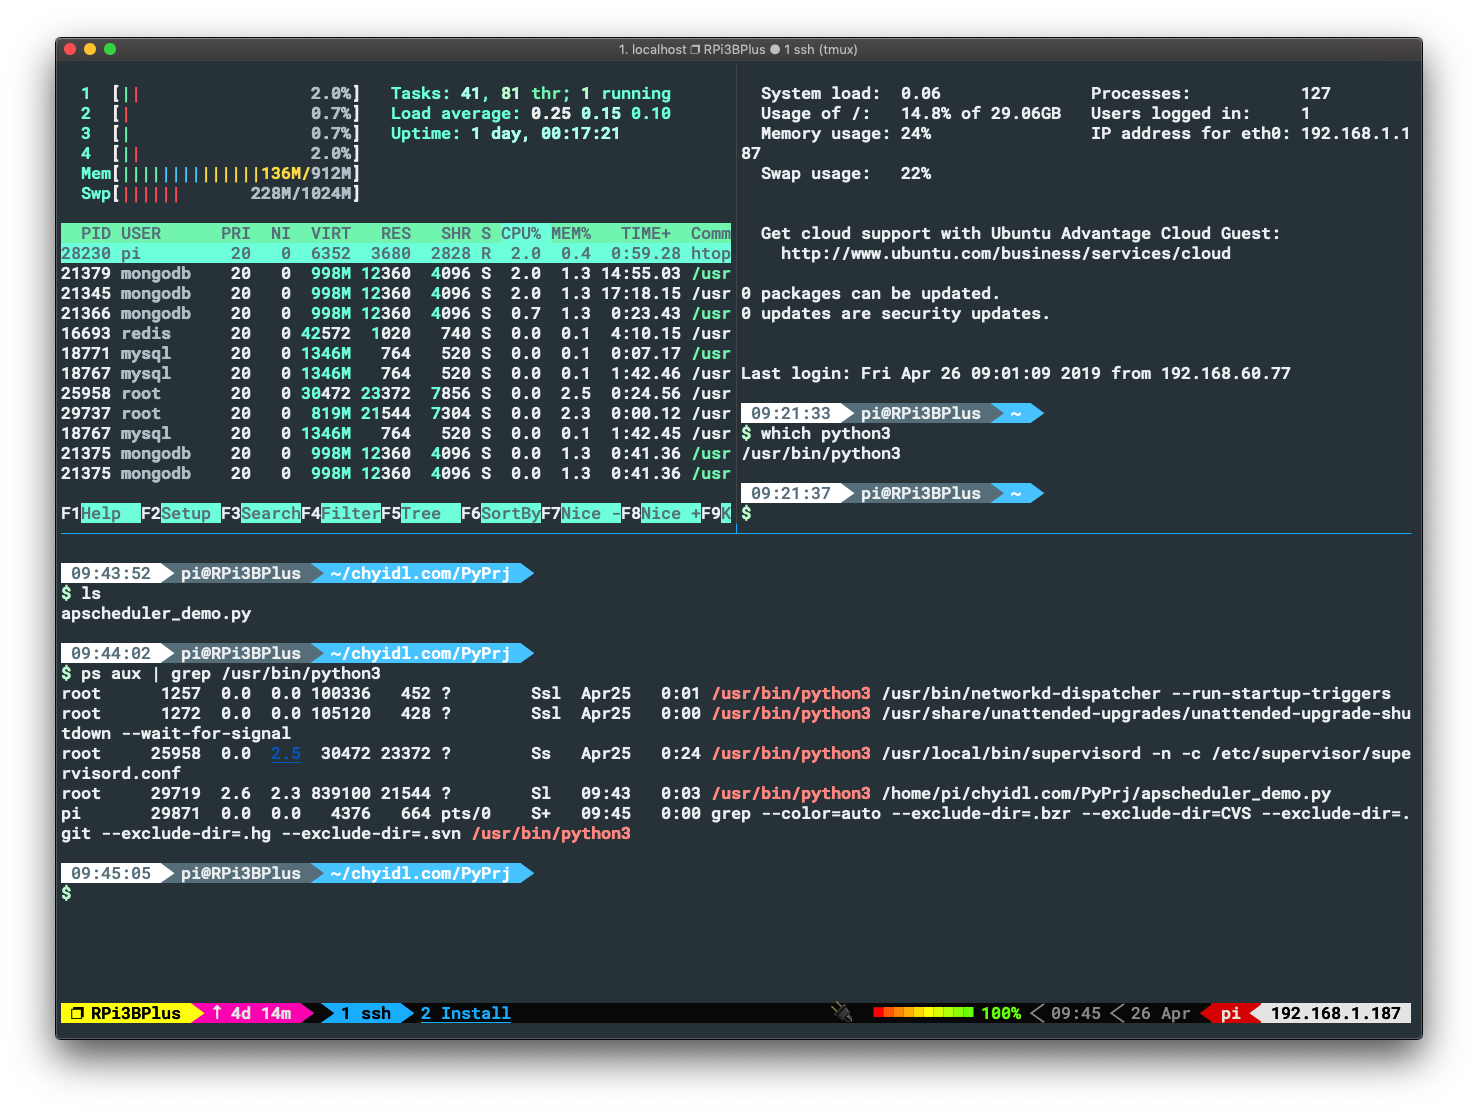 1. localhost ❐ RPi3BPlus ● 1 ssh (tmux)
1 [|| 2.0%] Tasks: 41, 81 thr; 1 running
2 [| 0.7%] Load average: 0.25 0.15 0.10
3 [| 0.7%] Uptime: 1 day, 00:17:21
4 [|| 2.0%]
Mem[||||||||||||||136M/912M]
Swp[|||||| 228M/1024M]
PID USER PRI NI VIRT RES SHR S CPU% MEM% TIME+ Comm
28230 pi 20 0 6352 3680 2828 R 2.0 0.4 0:59.28 htop
21379 mongodb 20 0 998M 12360 4096 S 2.0 1.3 14:55.03 /usr
21345 mongodb 20 0 998M 12360 4096 S 2.0 1.3 17:18.15 /usr
21366 mongodb 20 0 998M 12360 4096 S 0.7 1.3 0:23.43 /usr
16693 redis 20 0 42572 1020 740 S 0.0 0.1 4:10.15 /usr
18771 mysql 20 0 1346M 764 520 S 0.0 0.1 0:07.17 /usr
18767 mysql 20 0 1346M 764 520 S 0.0 0.1 1:42.46 /usr
25958 root 20 0 30472 23372 7856 S 0.0 2.5 0:24.56 /usr
29737 root 20 0 819M 21544 7304 S 0.0 2.3 0:00.12 /usr
18767 mysql 20 0 1346M 764 520 S 0.0 0.1 1:42.45 /usr
21375 mongodb 20 0 998M 12360 4096 S 0.0 1.3 0:41.36 /usr
21375 mongodb 20 0 998M 12360 4096 S 0.0 1.3 0:41.36 /usr
F1Help F2Setup F3SearchF4FilterF5Tree F6SortByF7Nice -F8Nice +F9K
System load: 0.06 Processes: 127
Usage of /: 14.8% of 29.06GB Users logged in: 1
Memory usage: 24% IP address for eth0: 192.168.1.1
87
Swap usage: 22%
Get cloud support with Ubuntu Advantage Cloud Guest:
http://www.ubuntu.com/business/services/cloud
0 packages can be updated.
0 updates are security updates.
Last login: Fri Apr 26 09:01:09 2019 from 192.168.60.77
09:21:33 pi@RPi3BPlus ~
$ which python3
/usr/bin/python3
09:21:37 pi@RPi3BPlus ~
$
09:43:52 pi@RPi3BPlus ~/chyidl.com/PyPrj
$ ls
apscheduler_demo.py
09:44:02 pi@RPi3BPlus ~/chyidl.com/PyPrj
$ ps aux | grep /usr/bin/python3
root 1257 0.0 0.0 100336 452 ? Ssl Apr25 0:01 /usr/bin/python3 /usr/bin/networkd-dispatcher --run-startup-triggers
root 1272 0.0 0.0 105120 428 ? Ssl Apr25 0:00 /usr/bin/python3 /usr/share/unattended-upgrades/unattended-upgrade-shu
tdown --wait-for-signal
root 25958 0.0 2.5 30472 23372 ? Ss Apr25 0:24 /usr/bin/python3 /usr/local/bin/supervisord -n -c /etc/supervisor/supe
rvisord.conf
root 29719 2.6 2.3 839100 21544 ? Sl 09:43 0:03 /usr/bin/python3 /home/pi/chyidl.com/PyPrj/apscheduler_demo.py
pi 29871 0.0 0.0 4376 664 pts/0 S+ 09:45 0:00 grep --color=auto --exclude-dir=.bzr --exclude-dir=CVS --exclude-dir=.
git --exclude-dir=.hg --exclude-dir=.svn /usr/bin/python3
09:45:05 pi@RPi3BPlus ~/chyidl.com/PyPrj
$
❐ RPi3BPlus ↑ 4d 14m 1 ssh 2 Install 100% 09:45 26 Apr pi 192.168.1.187